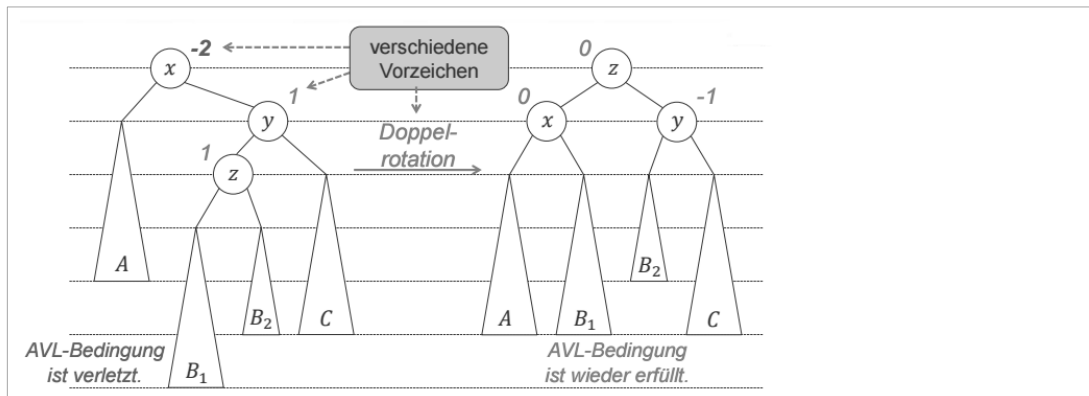 -2
verschiedene
Vorzeichen
0
x
z
1
0
-1
y
Doppel-
rotation
x
y
1
z
A
B₂
B₂
C
A
B₁
C
AVL-Bedingung
ist verletzt.
B₁
AVL-Bedingung
ist wieder erfüllt.